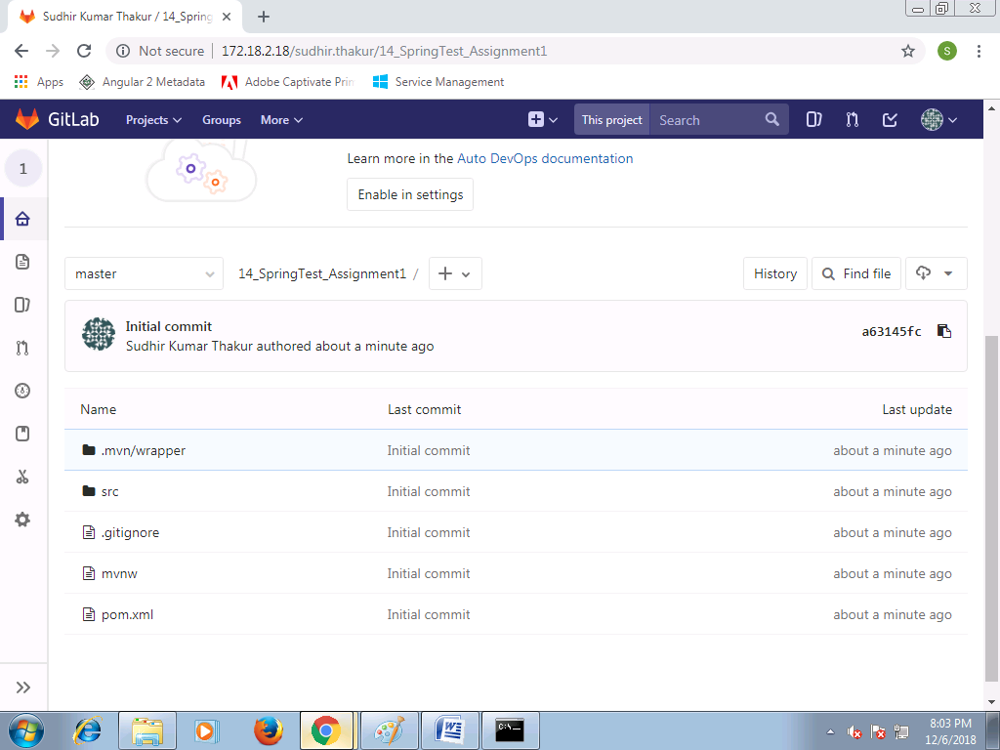 Sudhir Kumar Thakur / 14_Spring
Not secure 172.18.2.18/sudhir.thakur/14_SpringTest_Assignment1
S
Apps Angular 2 Metadata Adobe Captivate Prin Service Management
GitLab Projects Groups More This project Search
1
Learn more in the Auto DevOps documentation
Enable in settings
master 14_SpringTest_Assignment1 / History Find file
Initial commit
Sudhir Kumar Thakur authored about a minute ago
a63145fc
Name Last commit Last update
.mvn/wrapper Initial commit about a minute ago
src Initial commit about a minute ago
.gitignore Initial commit about a minute ago
mvnw Initial commit about a minute ago
pom.xml Initial commit about a minute ago
W
C:\_
8:03 PM
12/6/2018